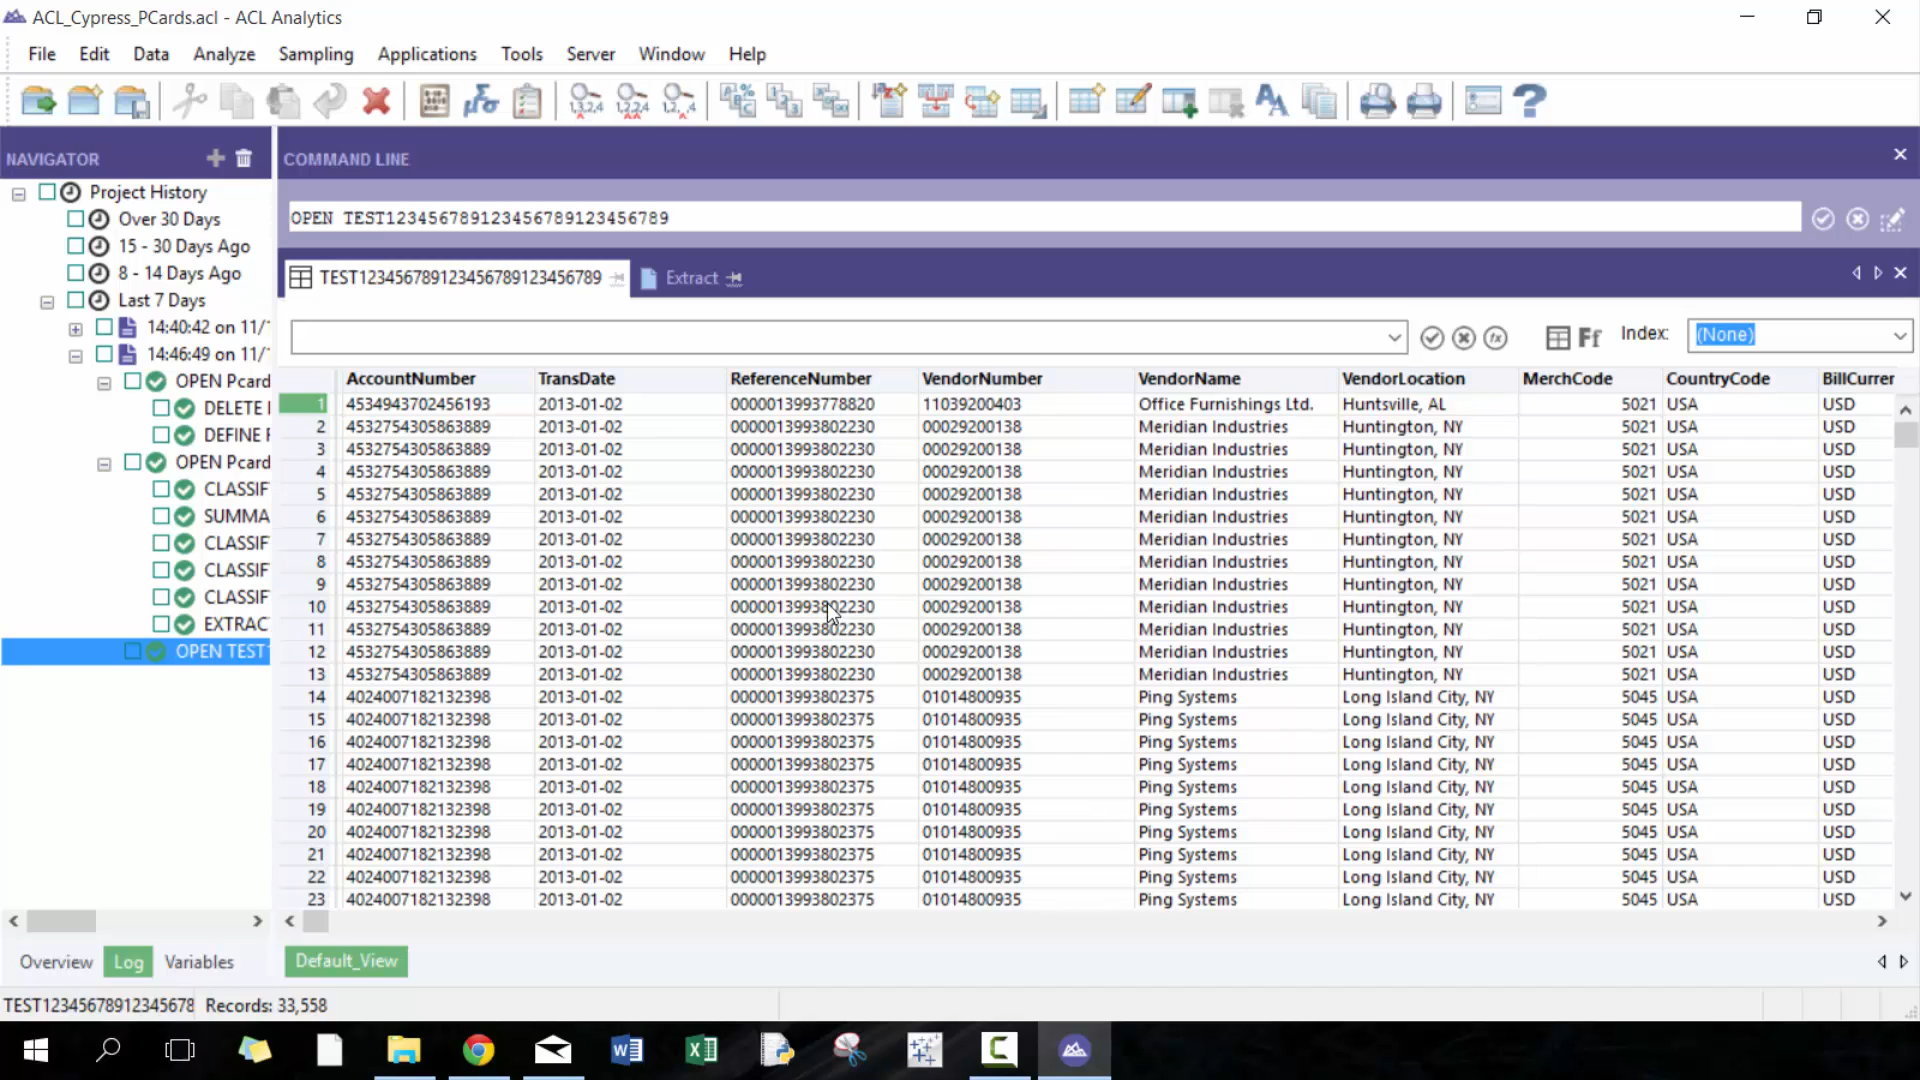 ACL_Cypress_PCards.acl - ACL Analytics
File Edit Data Analyze Sampling Applications Tools Server Window Help
NAVIGATOR
Project History
Over 30 Days
15 - 30 Days Ago
8 - 14 Days Ago
Last 7 Days
14:40:42 on 11/
14:46:49 on 11/
OPEN Pcard
DELETE
DEFINE F
OPEN Pcard
CLASSIF
SUMMA
CLASSIF
CLASSIF
CLASSIF
EXTRAC
OPEN TEST
Overview Log Variables
COMMAND LINE
OPEN TEST123456789123456789123456789
TEST123456789123456789123456789 Extract
Index: (None)
AccountNumber TransDate ReferenceNumber VendorNumber VendorName VendorLocation MerchCode CountryCode BillCurren
1 4534943702456193 2013-01-02 0000013993778820 11039200403 Office Furnishings Ltd. Huntsville, AL 5021 USA USD
2 4532754305863889 2013-01-02 0000013993802230 00029200138 Meridian Industries Huntington, NY 5021 USA USD
3 4532754305863889 2013-01-02 0000013993802230 00029200138 Meridian Industries Huntington, NY 5021 USA USD
4 4532754305863889 2013-01-02 0000013993802230 00029200138 Meridian Industries Huntington, NY 5021 USA USD
5 4532754305863889 2013-01-02 0000013993802230 00029200138 Meridian Industries Huntington, NY 5021 USA USD
6 4532754305863889 2013-01-02 0000013993802230 00029200138 Meridian Industries Huntington, NY 5021 USA USD
7 4532754305863889 2013-01-02 0000013993802230 00029200138 Meridian Industries Huntington, NY 5021 USA USD
8 4532754305863889 2013-01-02 0000013993802230 00029200138 Meridian Industries Huntington, NY 5021 USA USD
9 4532754305863889 2013-01-02 0000013993802230 00029200138 Meridian Industries Huntington, NY 5021 USA USD
10 4532754305863889 2013-01-02 0000013993802230 00029200138 Meridian Industries Huntington, NY 5021 USA USD
11 4532754305863889 2013-01-02 0000013993802230 00029200138 Meridian Industries Huntington, NY 5021 USA USD
12 4532754305863889 2013-01-02 0000013993802230 00029200138 Meridian Industries Huntington, NY 5021 USA USD
13 4532754305863889 2013-01-02 0000013993802230 00029200138 Meridian Industries Huntington, NY 5021 USA USD
14 4024007182132398 2013-01-02 0000013993802375 01014800935 Ping Systems Long Island City, NY 5045 USA USD
15 4024007182132398 2013-01-02 0000013993802375 01014800935 Ping Systems Long Island City, NY 5045 USA USD
16 4024007182132398 2013-01-02 0000013993802375 01014800935 Ping Systems Long Island City, NY 5045 USA USD
17 4024007182132398 2013-01-02 0000013993802375 01014800935 Ping Systems Long Island City, NY 5045 USA USD
18 4024007182132398 2013-01-02 0000013993802375 01014800935 Ping Systems Long Island City, NY 5045 USA USD
19 4024007182132398 2013-01-02 0000013993802375 01014800935 Ping Systems Long Island City, NY 5045 USA USD
20 4024007182132398 2013-01-02 0000013993802375 01014800935 Ping Systems Long Island City, NY 5045 USA USD
21 4024007182132398 2013-01-02 0000013993802375 01014800935 Ping Systems Long Island City, NY 5045 USA USD
22 4024007182132398 2013-01-02 0000013993802375 01014800935 Ping Systems Long Island City, NY 5045 USA USD
23 4024007182132398 2013-01-02 0000013993802375 01014800935 Ping Systems Long Island City, NY 5045 USA USD
Default_View
TEST12345678912345678 Records: 33,558